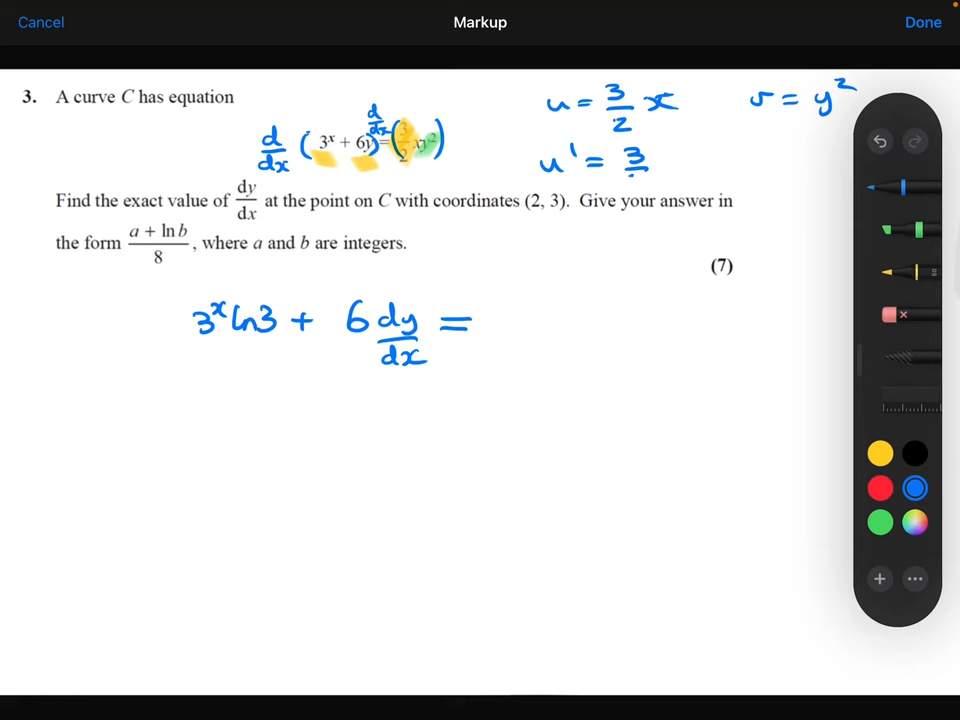 Cancel Markup Done
3. A curve C has equation
u = 3/2 x v = y²
d/dx (3ˣ + 6y) = d/dx (3/2 xy²)
u' = 3/2
Find the exact value of dy/dx at the point on C with coordinates (2, 3). Give your answer in
the form (a + ln b)/8, where a and b are integers.
(7)
3ˣ ln3 + 6 dy/dx =